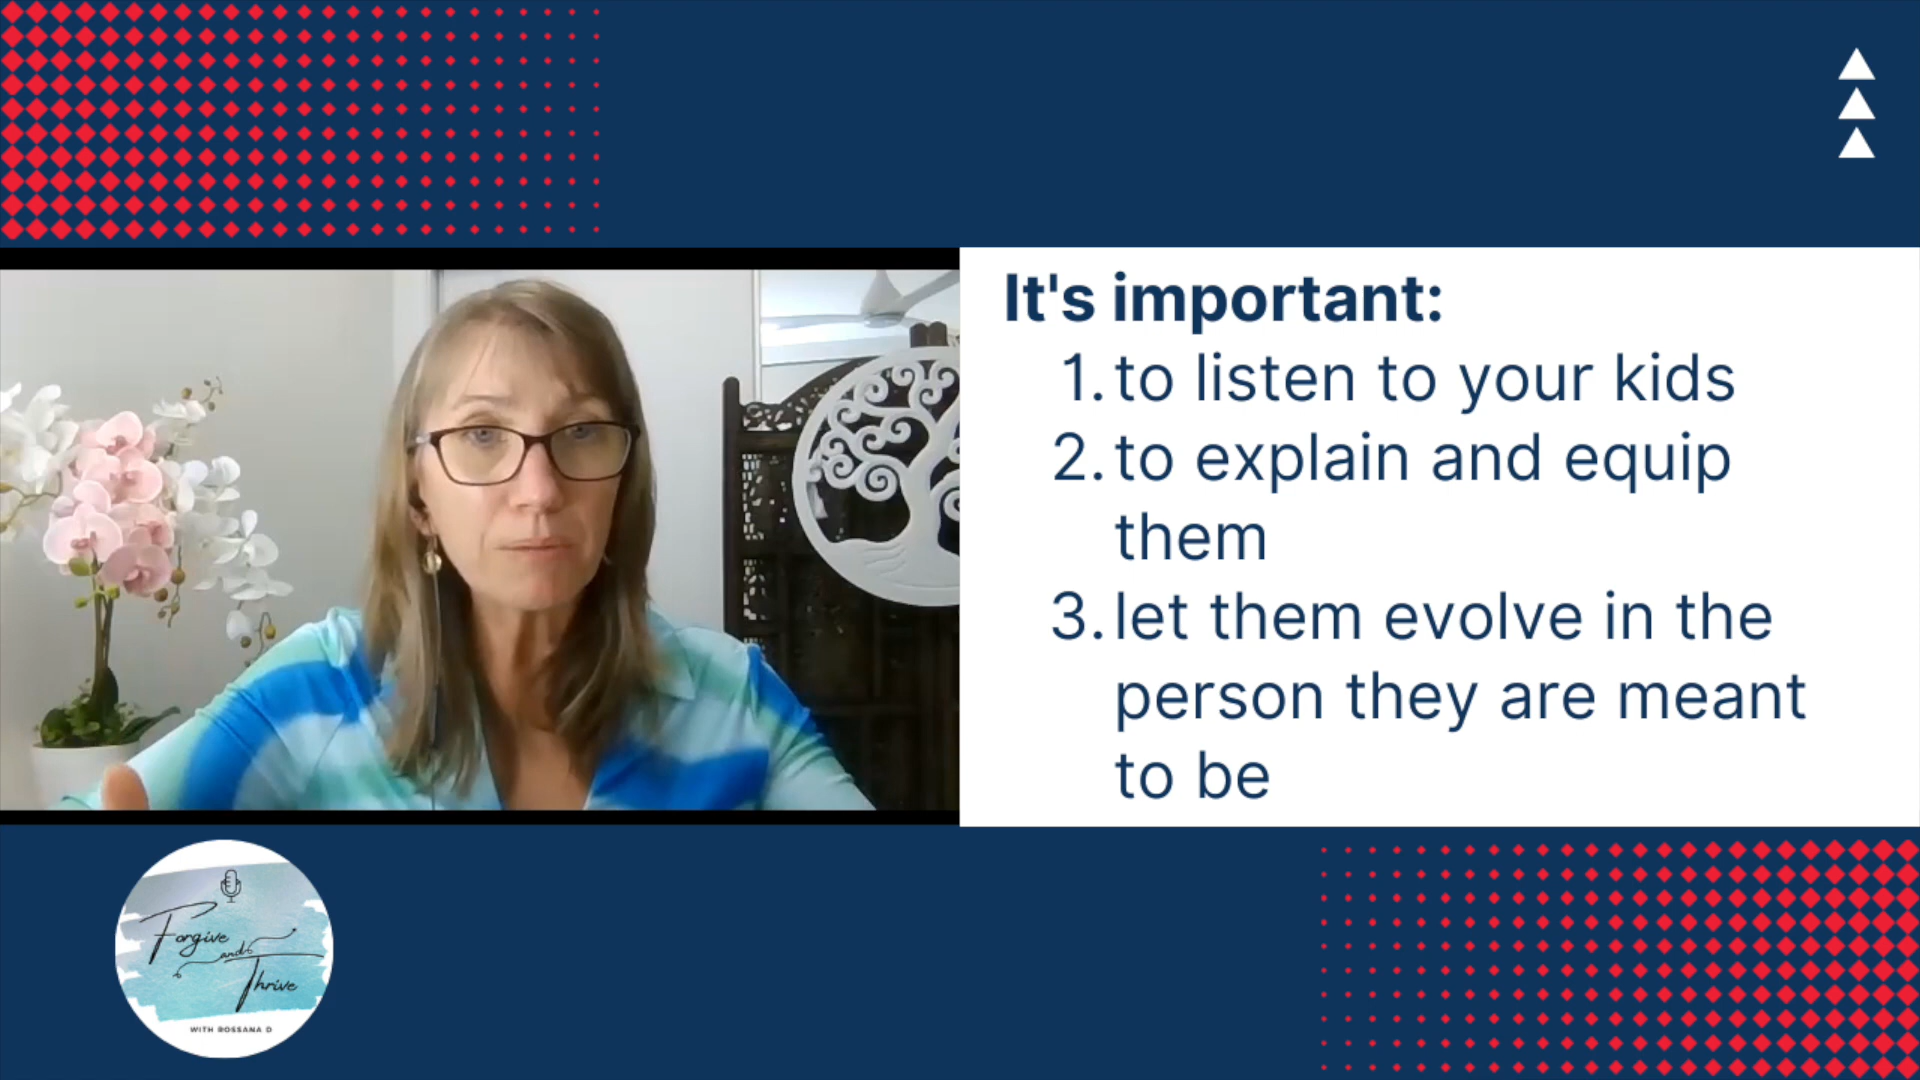 It's important:
1. to listen to your kids
2. to explain and equip
them
3. let them evolve in the
person they are meant
to be
Forgive
and
Thrive
WITH ROSSANA D